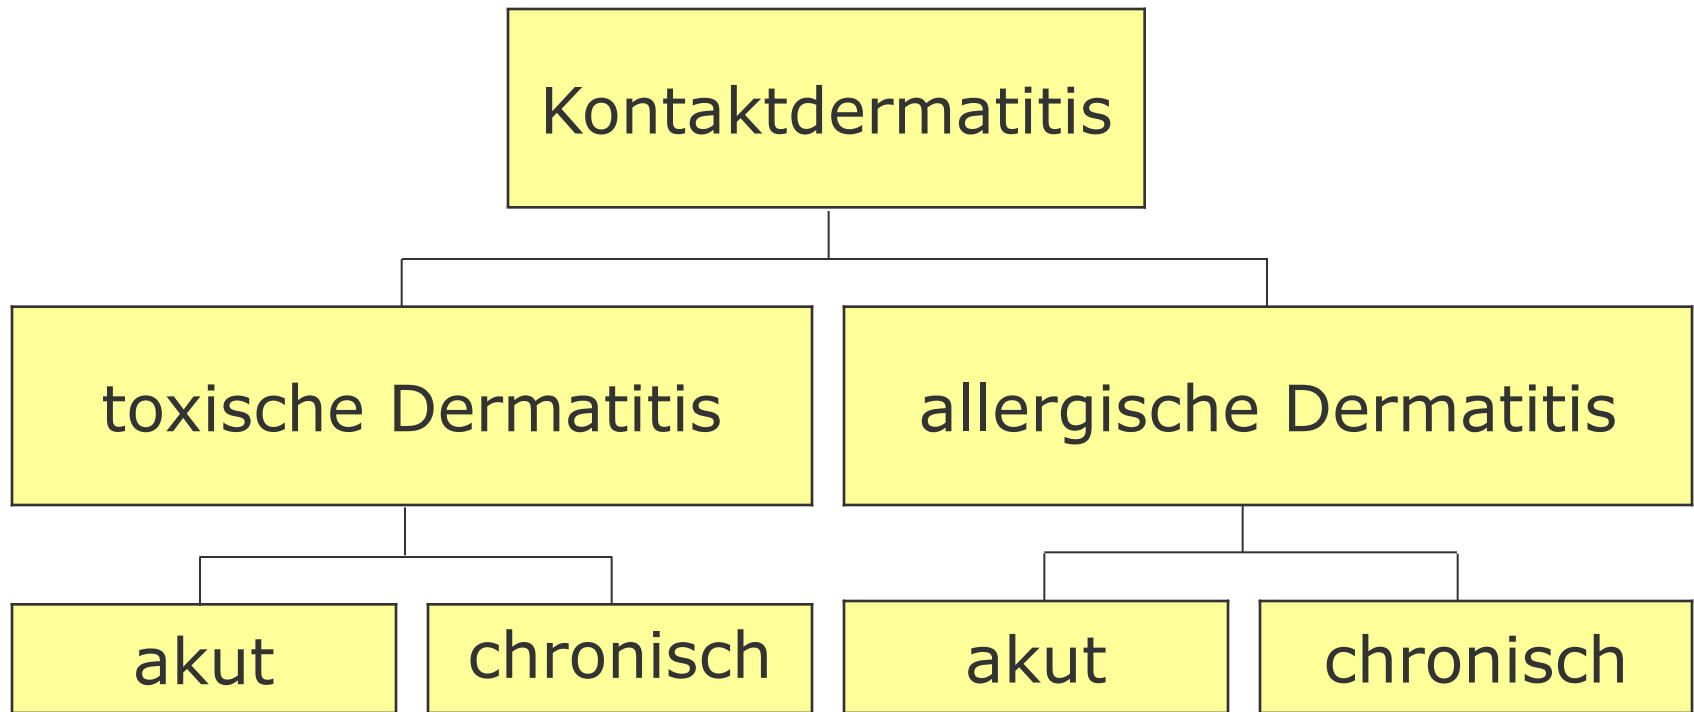 Kontaktdermatitis
toxische Dermatitis
allergische Dermatitis
akut
chronisch
akut
chronisch